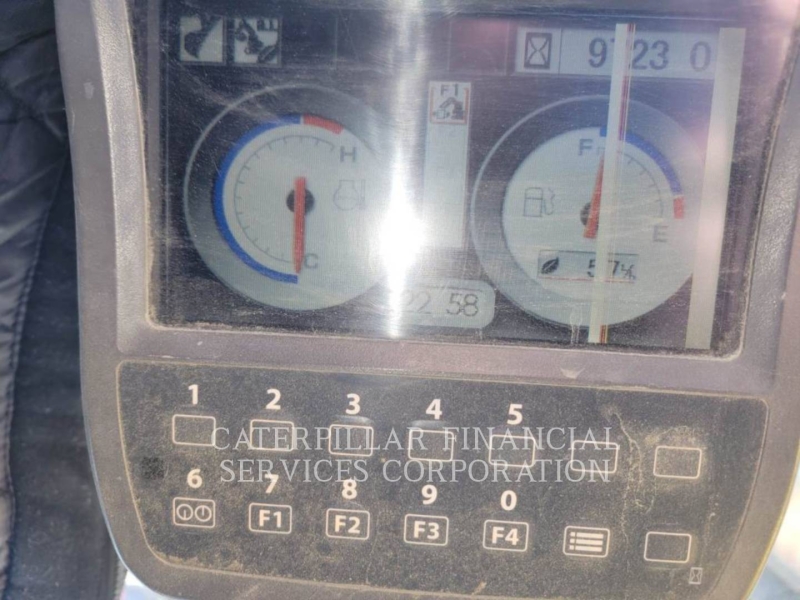 9723 0
F1
H
C
F
E
22 58
1 2 3 4 5
CATERPILLAR FINANCIAL
SERVICES CORPORATION
6 7 8 9 0
F1 F2 F3 F4